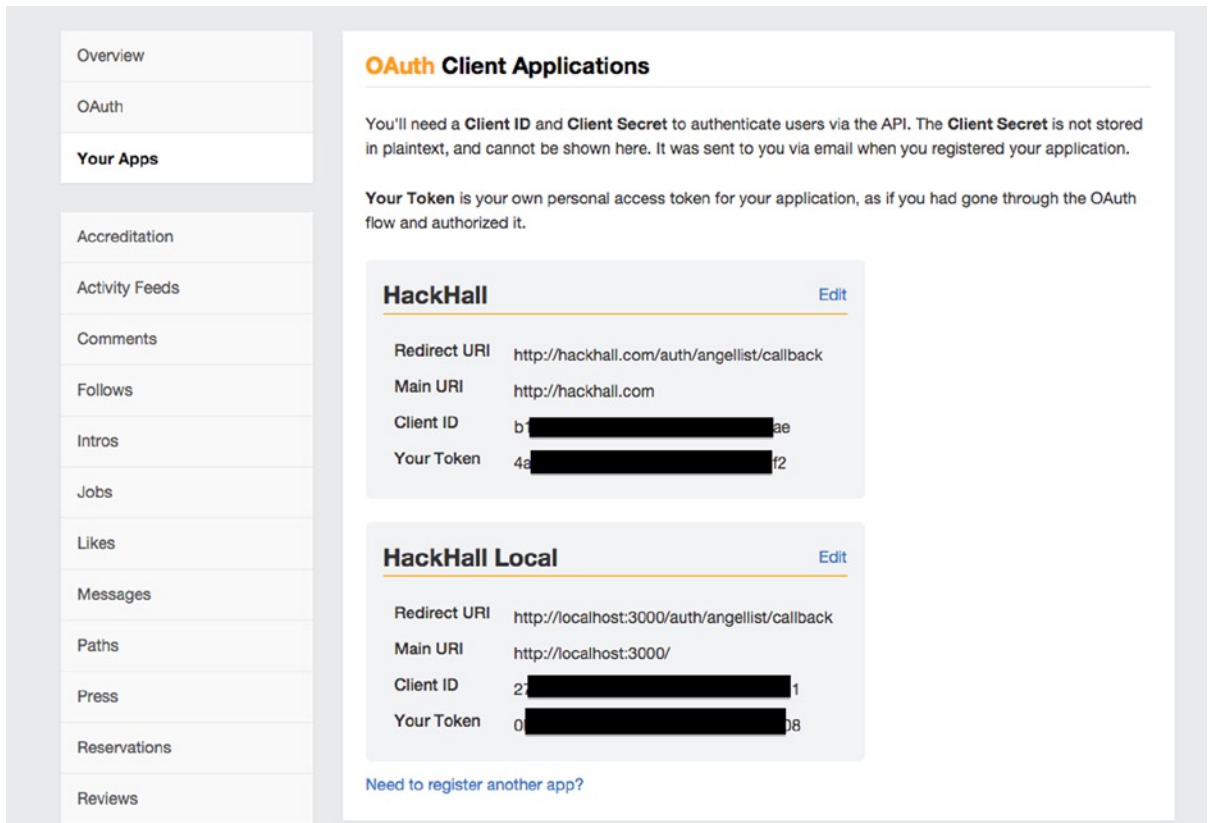 Overview
OAuth
Your Apps
Accreditation
Activity Feeds
Comments
Follows
Intros
Jobs
Likes
Messages
Paths
Press
Reservations
Reviews
OAuth Client Applications
You'll need a Client ID and Client Secret to authenticate users via the API. The Client Secret is not stored
in plaintext, and cannot be shown here. It was sent to you via email when you registered your application.
Your Token is your own personal access token for your application, as if you had gone through the OAuth
flow and authorized it.
HackHall Edit
Redirect URI http://hackhall.com/auth/angellist/callback
Main URI http://hackhall.com
Client ID b1 ae
Your Token 4a f2
HackHall Local Edit
Redirect URI http://localhost:3000/auth/angellist/callback
Main URI http://localhost:3000/
Client ID 27 1
Your Token 08
Need to register another app?